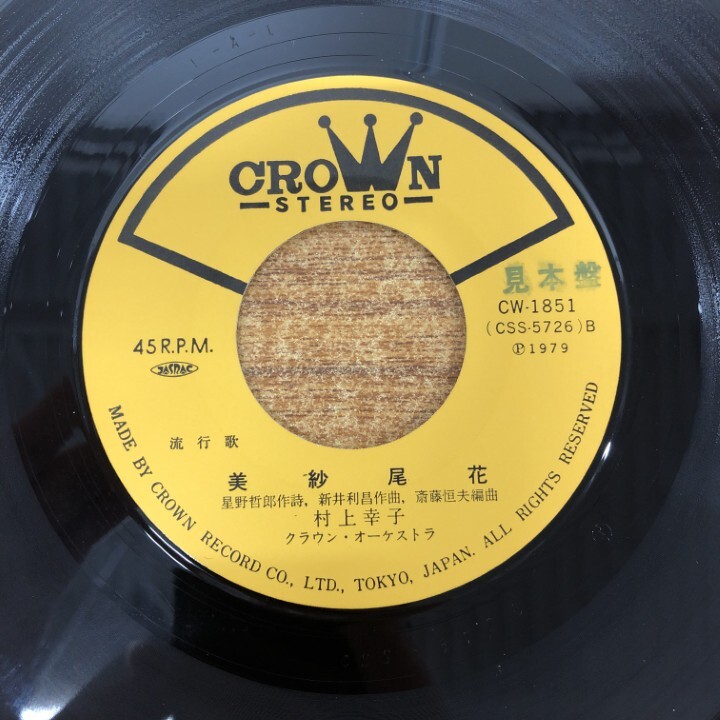 CROWN
STEREO
見本盤
CW-1851
(CSS-5726)B
Ⓟ1979
45 R.P.M.
JASRAC
流行歌
美紗尾花
星野哲郎作詩, 新井利昌作曲, 斎藤恒夫編曲
村上幸子
クラウン・オーケストラ
MADE BY CROWN RECORD CO., LTD., TOKYO, JAPAN. ALL RIGHTS RESERVED